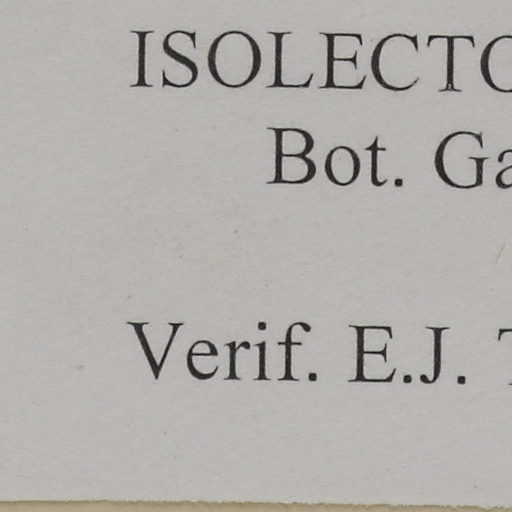 ISOLECTO
Bot. Ga
Verif. E.J.